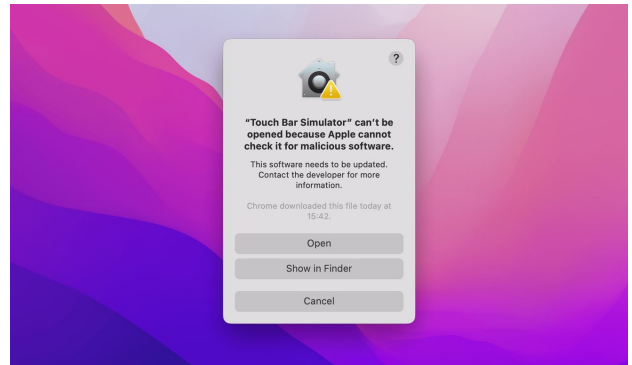 ?
“Touch Bar Simulator” can’t be
opened because Apple cannot
check it for malicious software.
This software needs to be updated.
Contact the developer for more
information.
Chrome downloaded this file today at
15:42.
Open
Show in Finder
Cancel